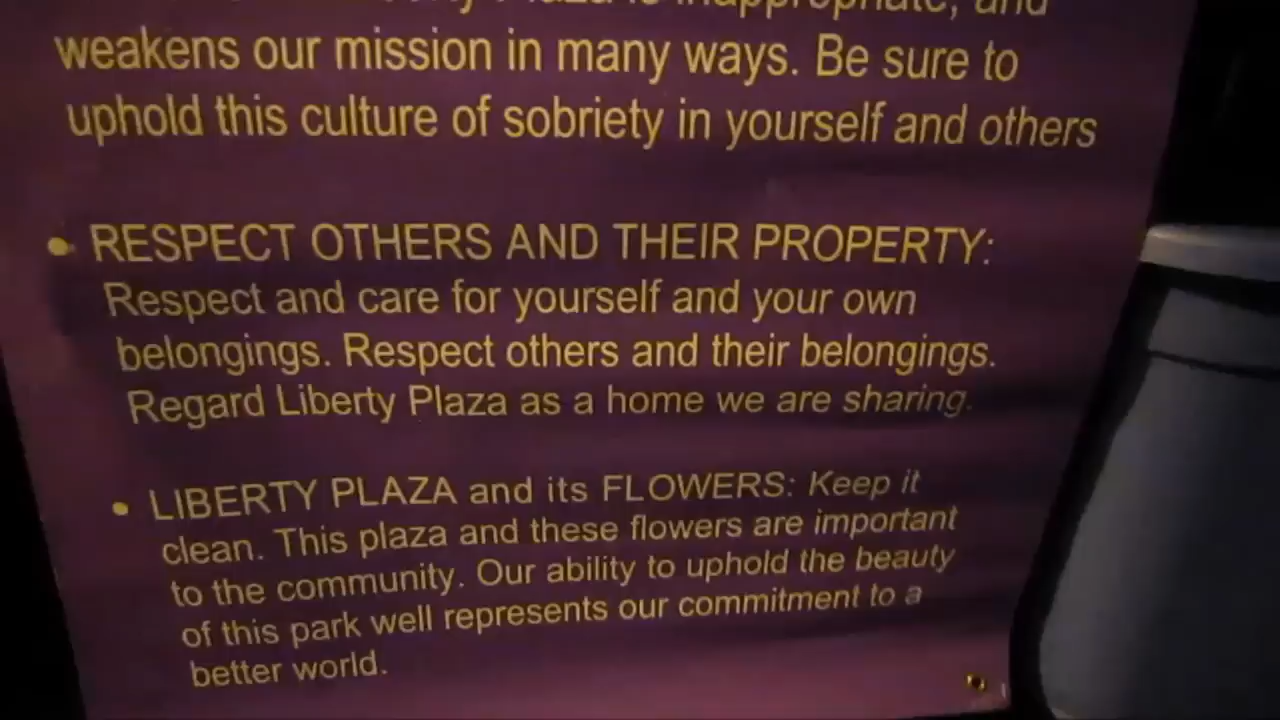 Plaza is inappropriate, and
weakens our mission in many ways. Be sure to
uphold this culture of sobriety in yourself and others
• RESPECT OTHERS AND THEIR PROPERTY:
Respect and care for yourself and your own
belongings. Respect others and their belongings.
Regard Liberty Plaza as a home we are sharing.
• LIBERTY PLAZA and its FLOWERS: Keep it
clean. This plaza and these flowers are important
to the community. Our ability to uphold the beauty
of this park well represents our commitment to a
better world.